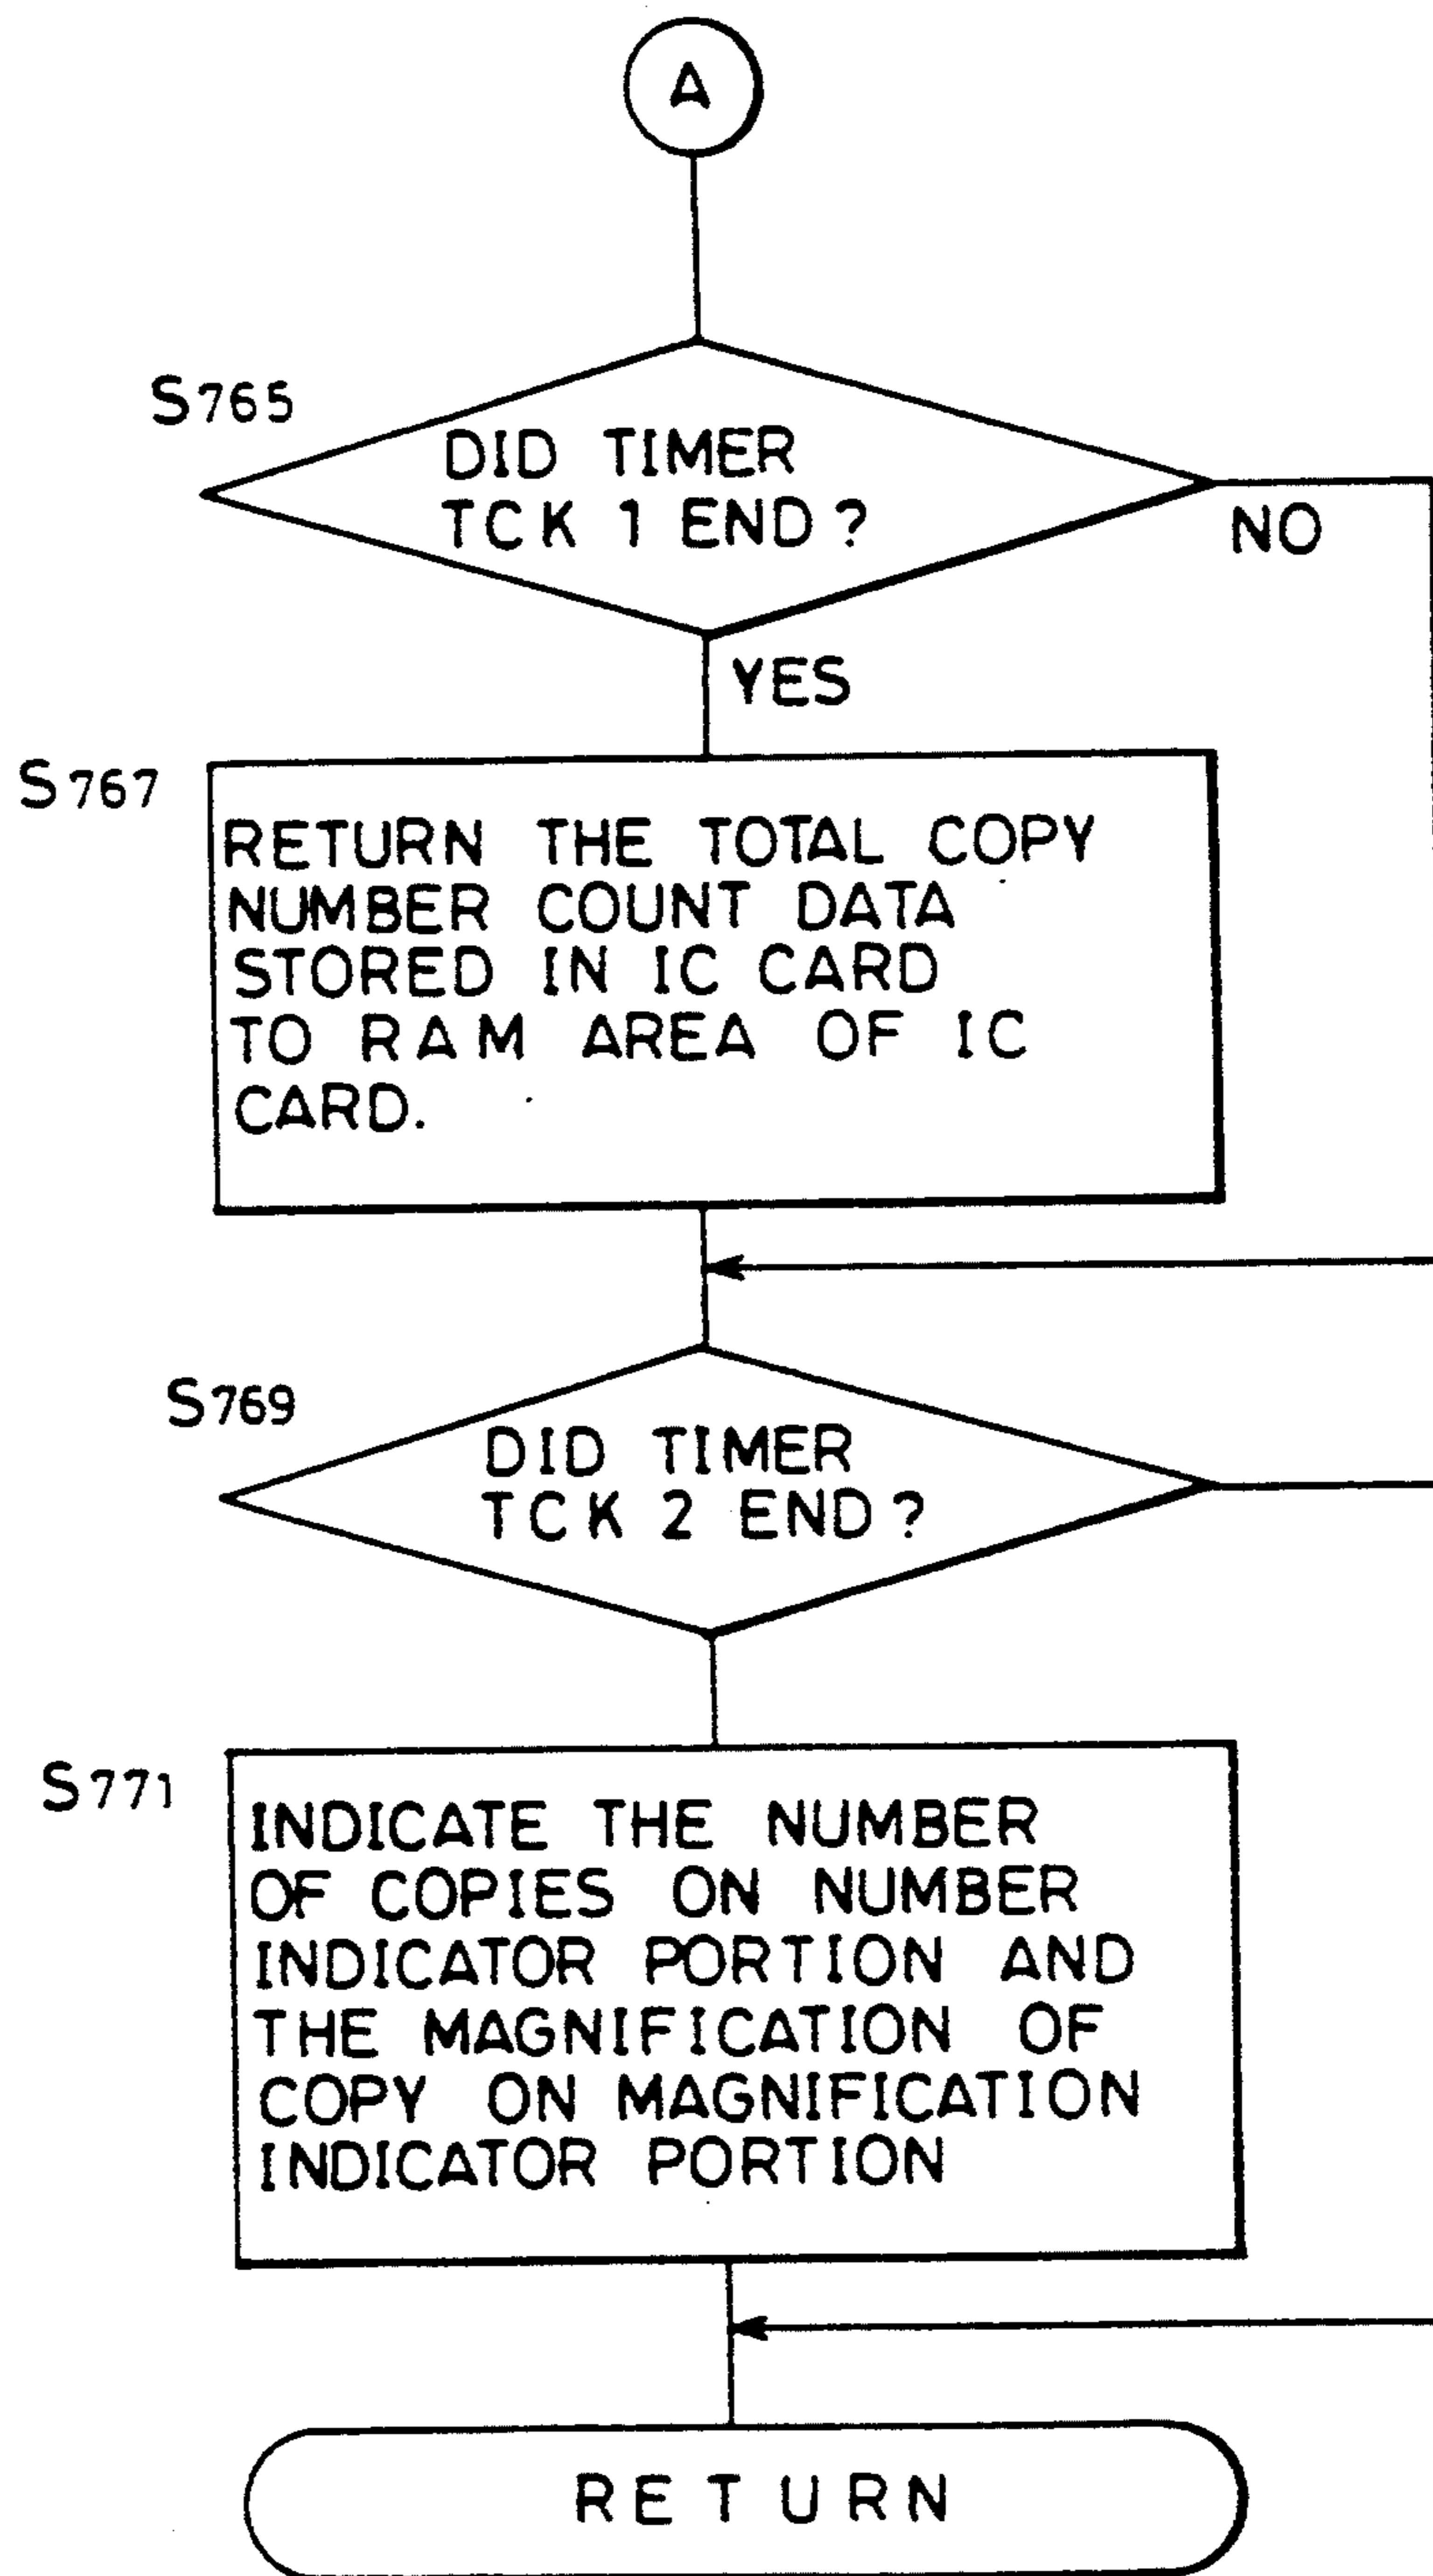 A
S765
DID TIMER
TCK 1 END?
NO
YES
S767
RETURN THE TOTAL COPY
NUMBER COUNT DATA
STORED IN IC CARD
TO RAM AREA OF IC
CARD.
S769
DID TIMER
TCK 2 END?
S771
INDICATE THE NUMBER
OF COPIES ON NUMBER
INDICATOR PORTION AND
THE MAGNIFICATION OF
COPY ON MAGNIFICATION
INDICATOR PORTION
RETURN